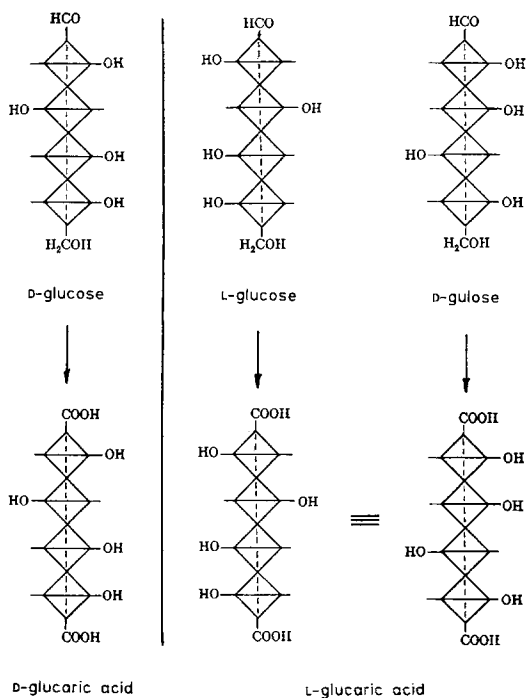 HCO HCO HCO
OH HO OH
HO OH OH
OH HO HO
OH HO OH
H₂COH H₂COH H₂COH
D-glucose L-glucose D-gulose
COOH COOH COOH
OH HO OH
HO OH OH
OH HO HO
OH HO OH
COOH COOH COOH
D-glucaric acid L-glucaric acid